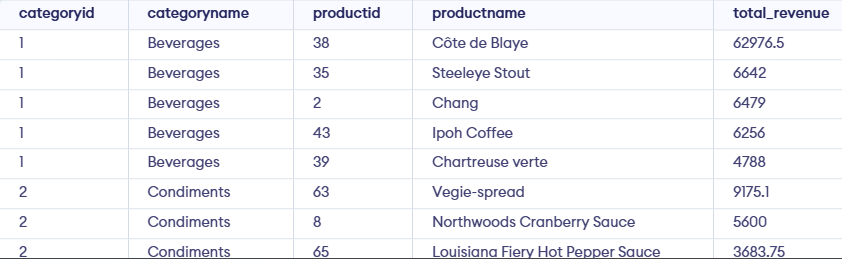 categoryid categoryname productid productname total_revenue
1 Beverages 38 Côte de Blaye 62976.5
1 Beverages 35 Steeleye Stout 6642
1 Beverages 2 Chang 6479
1 Beverages 43 Ipoh Coffee 6256
1 Beverages 39 Chartreuse verte 4788
2 Condiments 63 Vegie-spread 9175.1
2 Condiments 8 Northwoods Cranberry Sauce 5600
2 Condiments 65 Louisiana Fiery Hot Pepper Sauce 3683.75